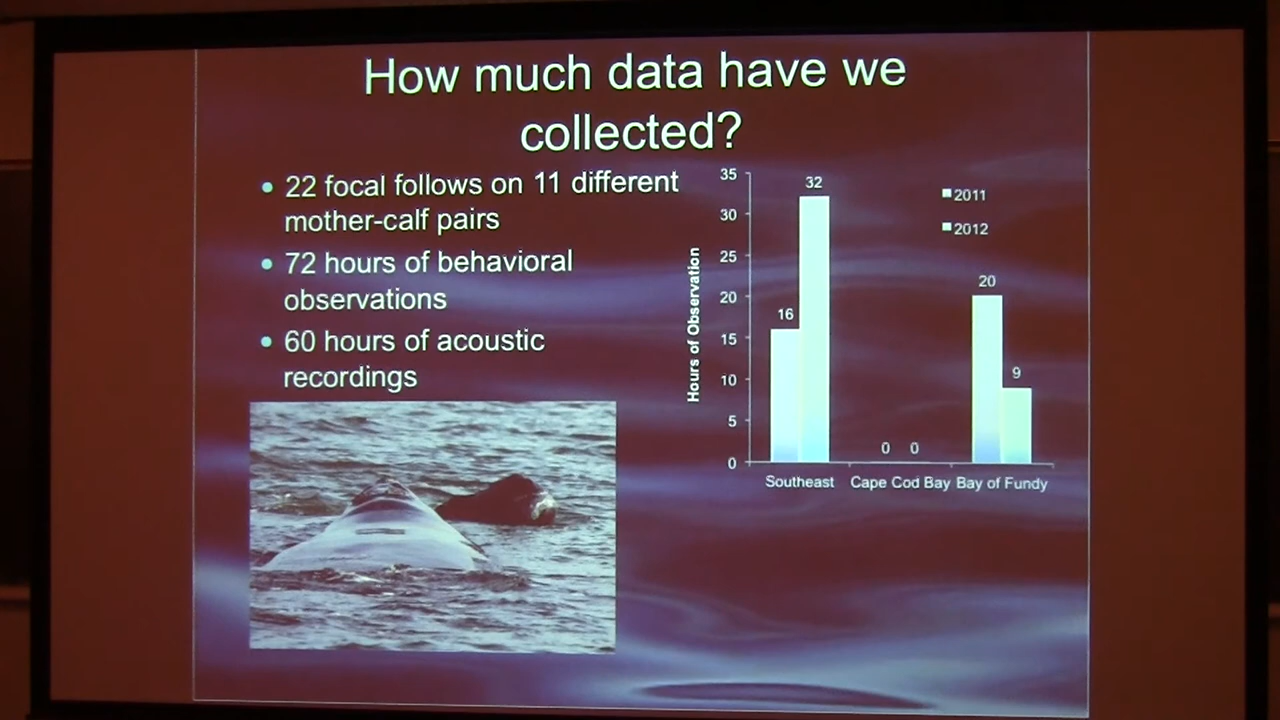 How much data have we
collected?
• 22 focal follows on 11 different
mother-calf pairs
• 72 hours of behavioral
observations
• 60 hours of acoustic
recordings
Hours of Observation
35
30
25
20
15
10
5
0
16
32
0
0
20
9
2011
2012
Southeast
Cape Cod Bay
Bay of Fundy